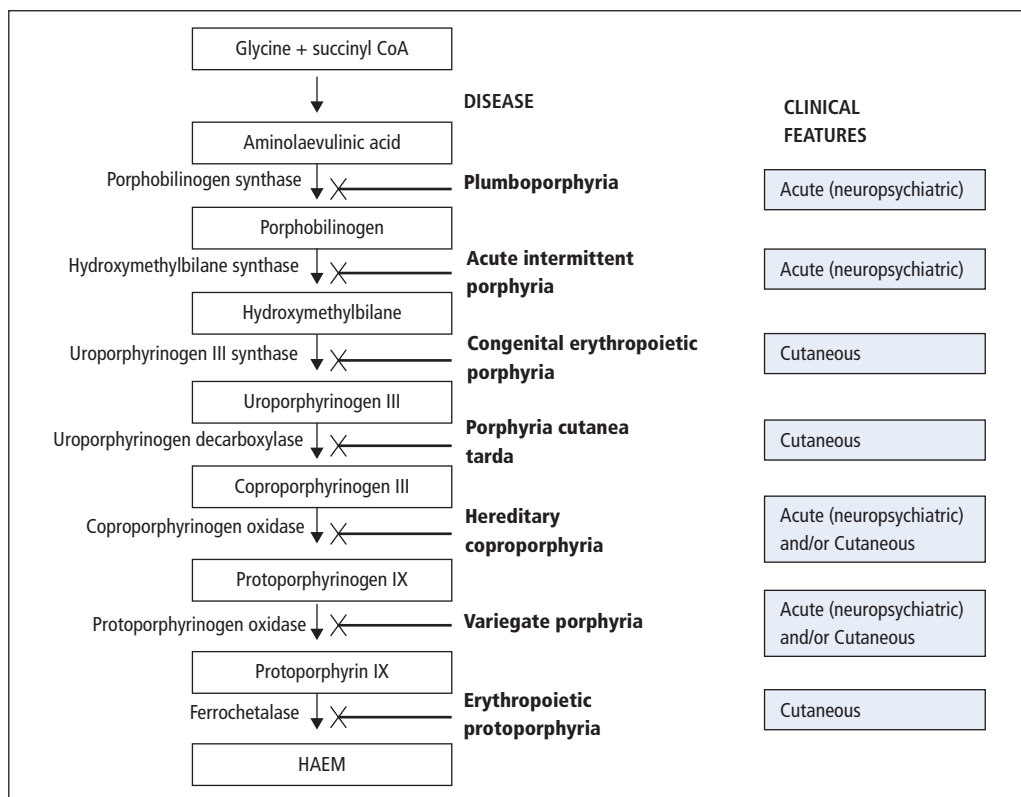 Glycine + succinyl CoA
DISEASE
CLINICAL
FEATURES
Aminolaevulinic acid
Porphobilinogen synthase
Plumboporphyria
Acute (neuropsychiatric)
Porphobilinogen
Hydroxymethylbilane synthase
Acute intermittent
porphyria
Acute (neuropsychiatric)
Hydroxymethylbilane
Uroporphyrinogen III synthase
Congenital erythropoietic
porphyria
Cutaneous
Uroporphyrinogen III
Uroporphyrinogen decarboxylase
Porphyria cutanea
tarda
Cutaneous
Coproporphyrinogen III
Coproporphyrinogen oxidase
Hereditary
coproporphyria
Acute (neuropsychiatric)
and/or Cutaneous
Protoporphyrinogen IX
Protoporphyrinogen oxidase
Variegate porphyria
Acute (neuropsychiatric)
and/or Cutaneous
Protoporphyrin IX
Ferrochetalase
Erythropoietic
protoporphyria
Cutaneous
HAEM